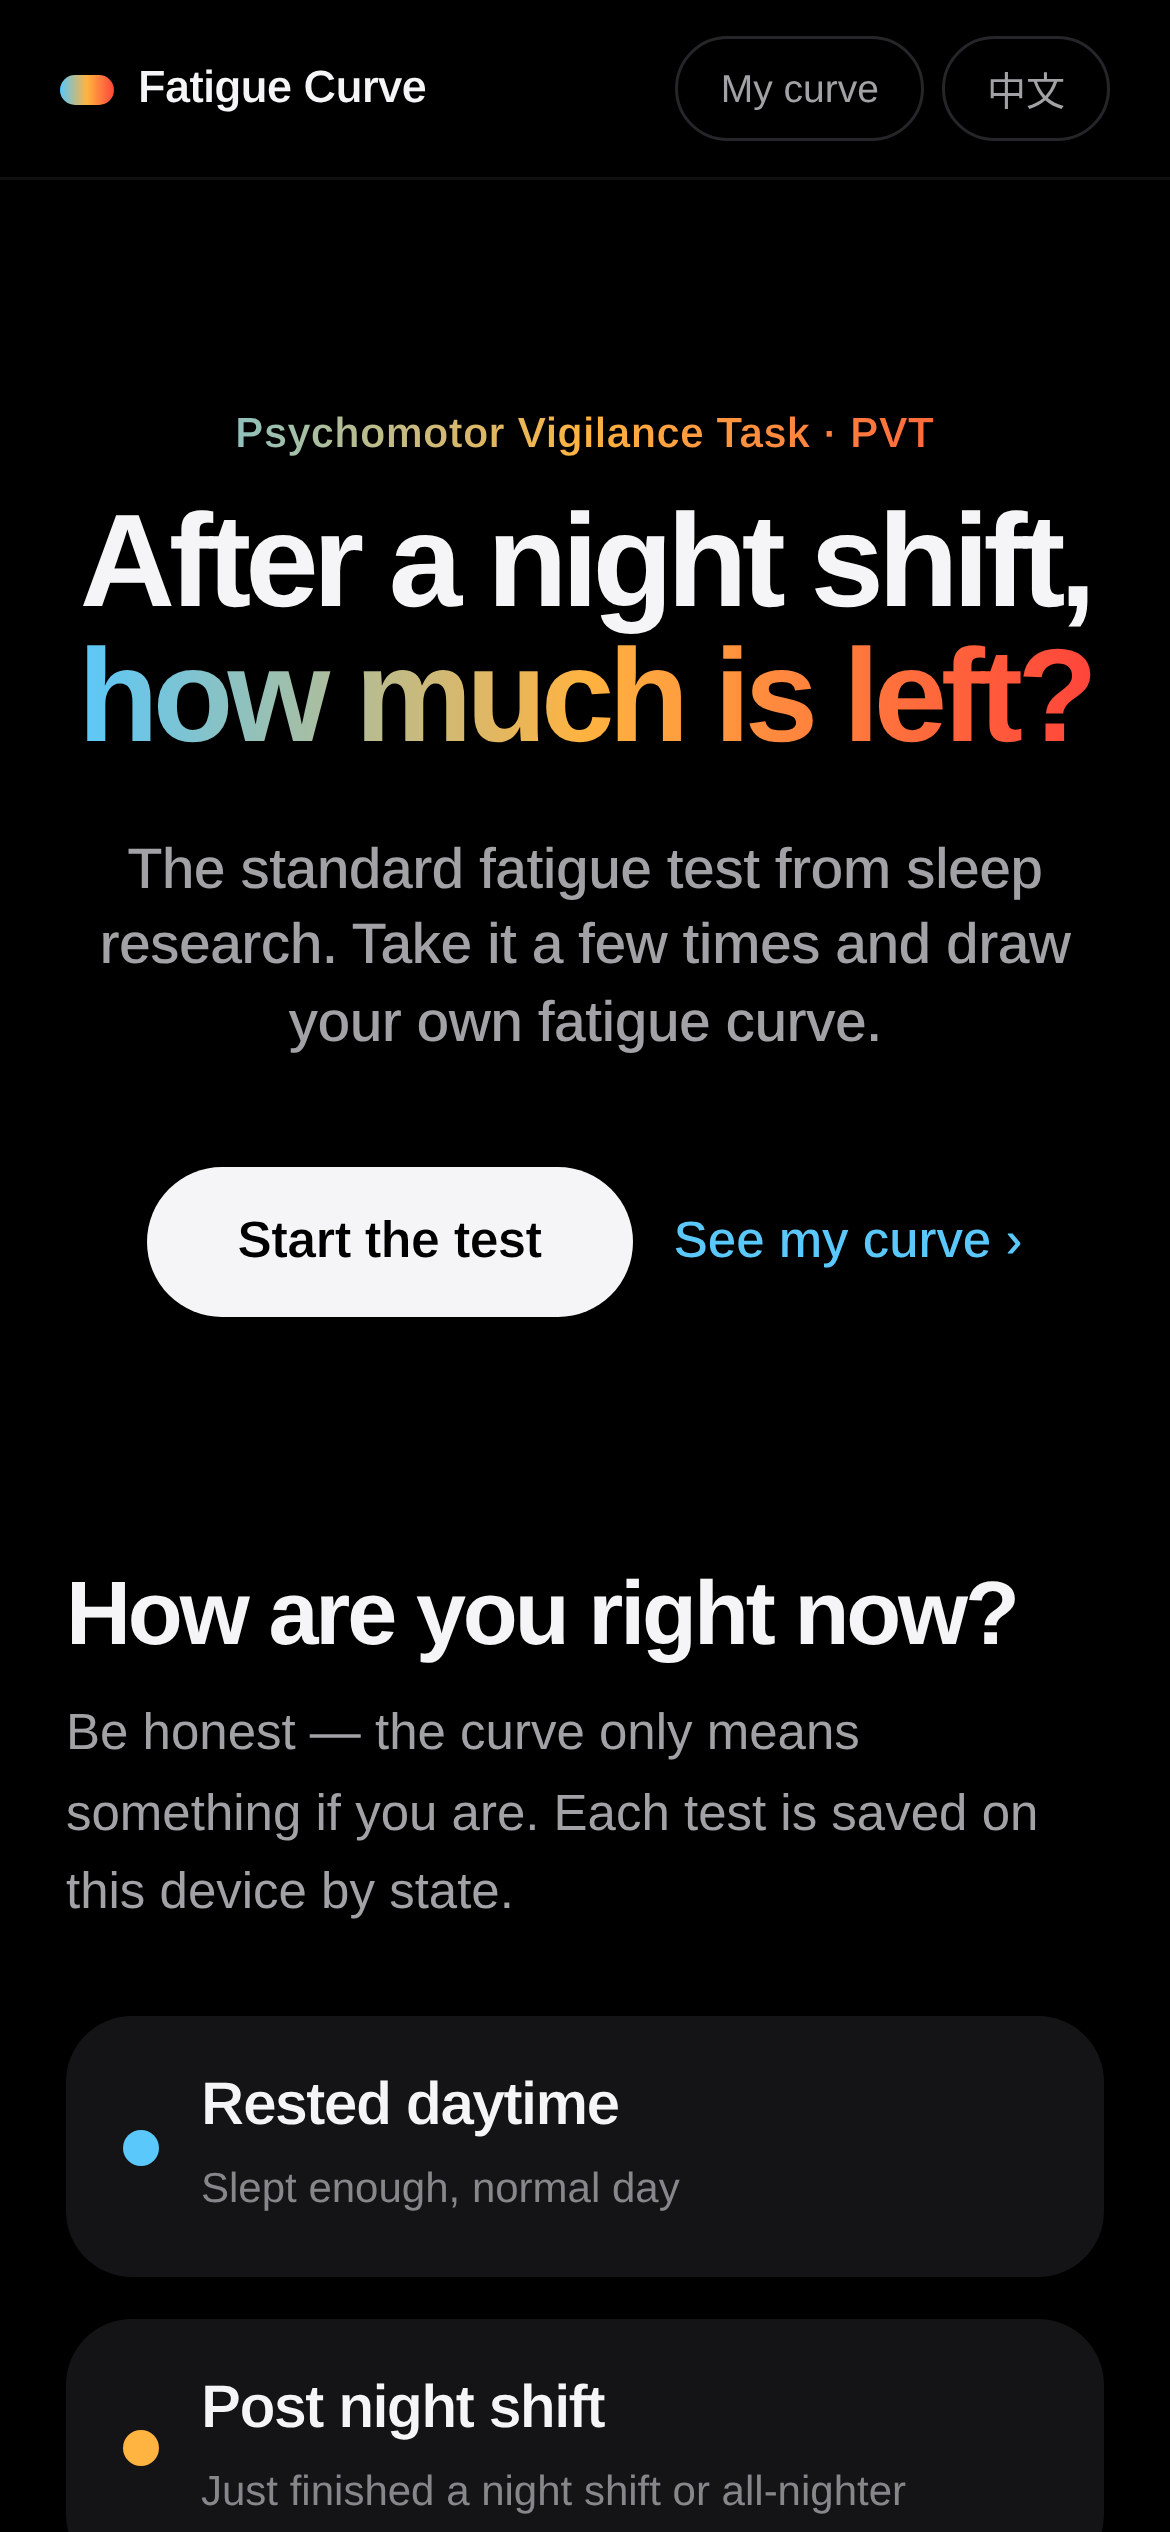 Fatigue Curve
My curve
中文
Psychomotor Vigilance Task · PVT
After a night shift,
how much is left?
The standard fatigue test from sleep
research. Take it a few times and draw
your own fatigue curve.
Start the test
See my curve ›
How are you right now?
Be honest — the curve only means
something if you are. Each test is saved on
this device by state.
Rested daytime
Slept enough, normal day
Post night shift
Just finished a night shift or all-nighter